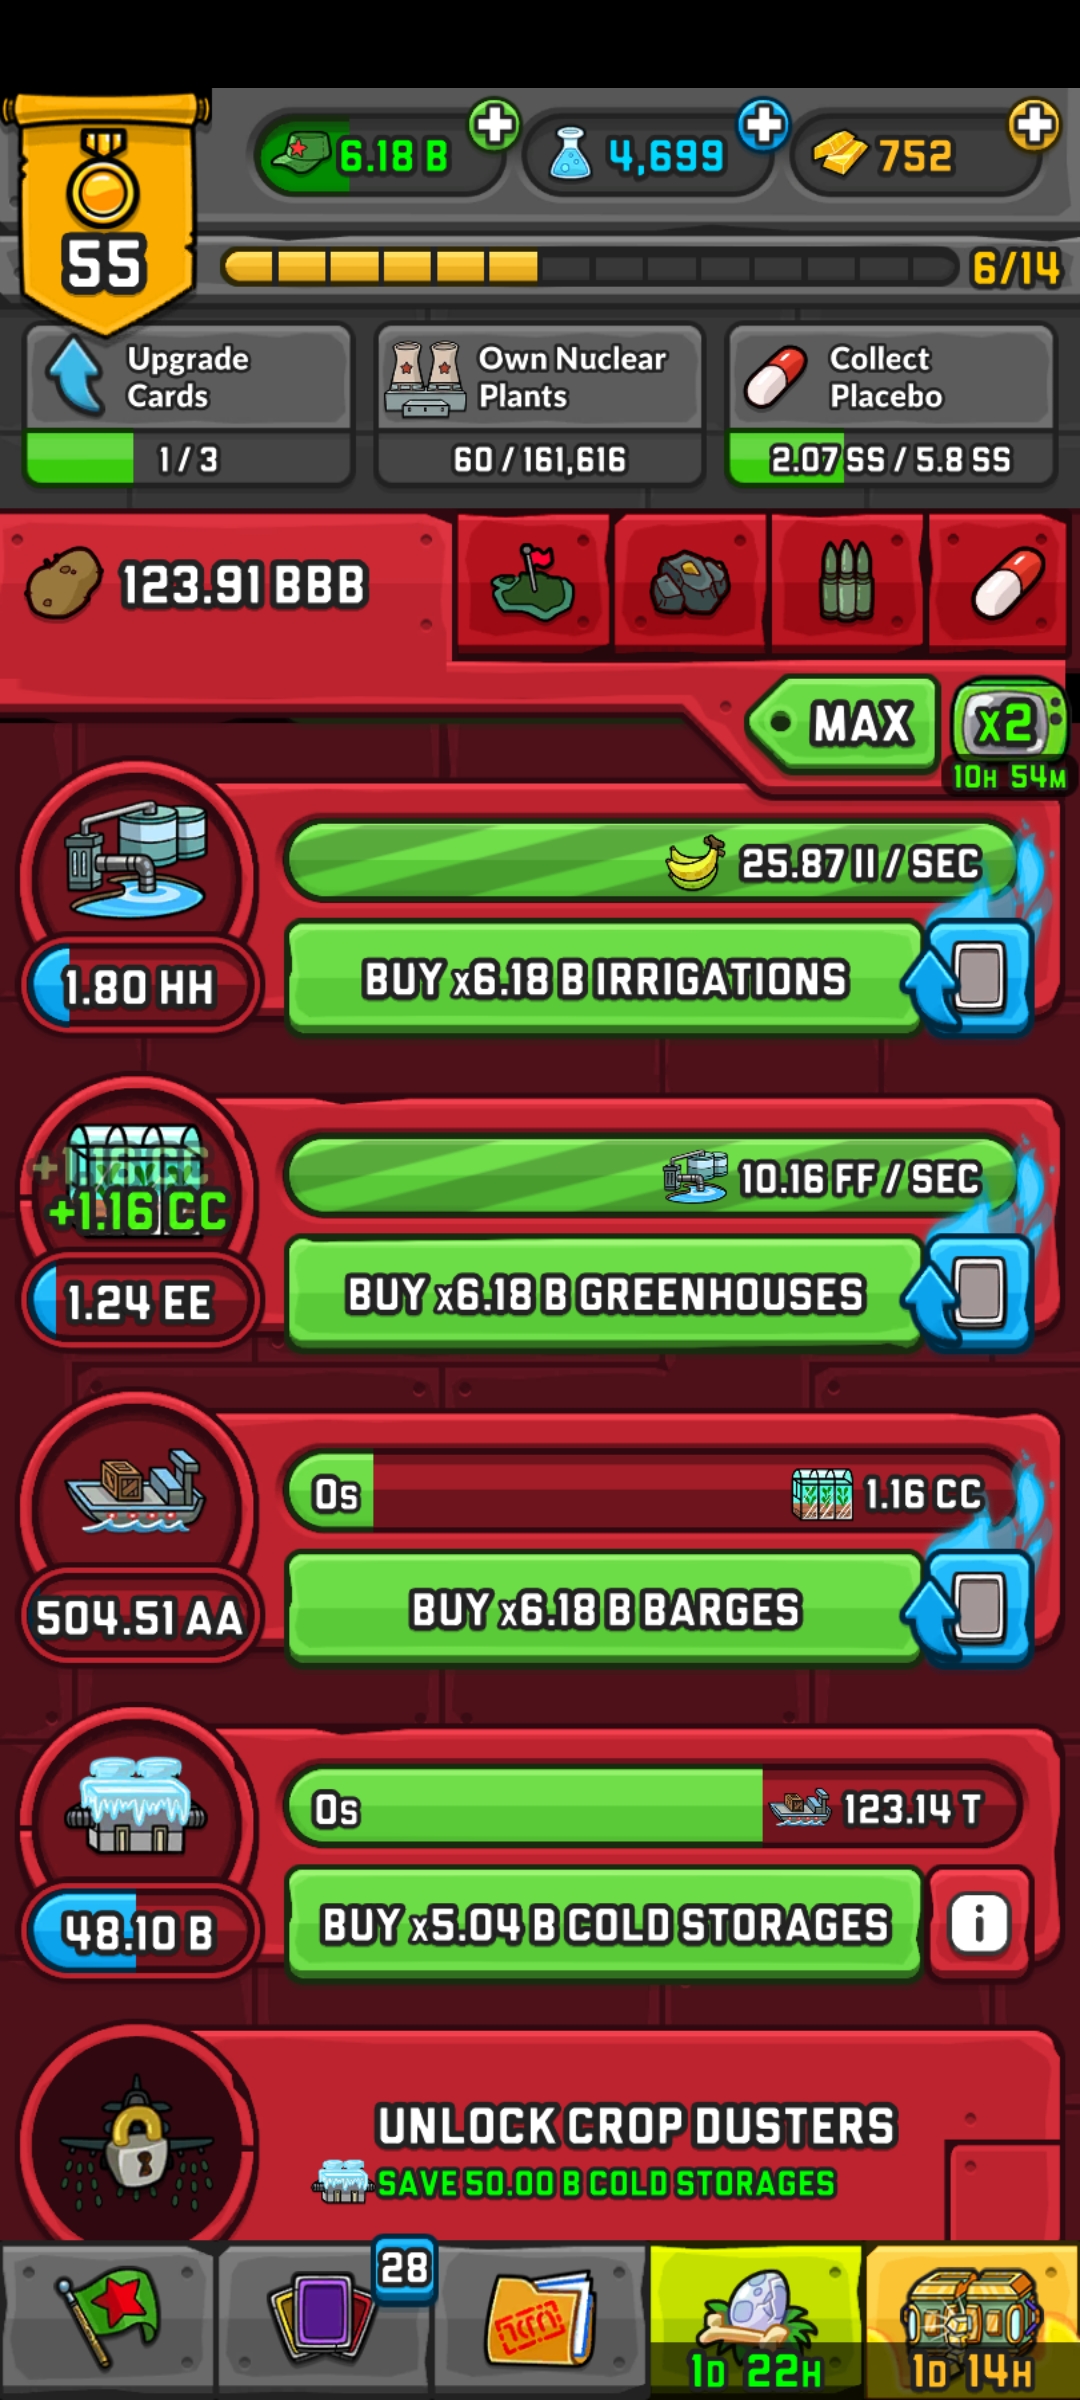 55
6.18 B
4,699
752
6/14
Upgrade
Cards
1 / 3
Own Nuclear
Plants
60 / 161,616
Collect
Placebo
2.07 SS / 5.8 SS
123.91 BBB
MAX
x2
10H 54M
25.87 II / SEC
1.80 HH
BUY x6.18 B IRRIGATIONS
+1.16 CC
+1.16 CC
10.16 FF / SEC
1.24 EE
BUY x6.18 B GREENHOUSES
0s
1.16 CC
504.51 AA
BUY x6.18 B BARGES
0s
123.14 T
48.10 B
BUY x5.04 B COLD STORAGES
i
UNLOCK CROP DUSTERS
SAVE 50.00 B COLD STORAGES
28
1D 22H
1D 14H